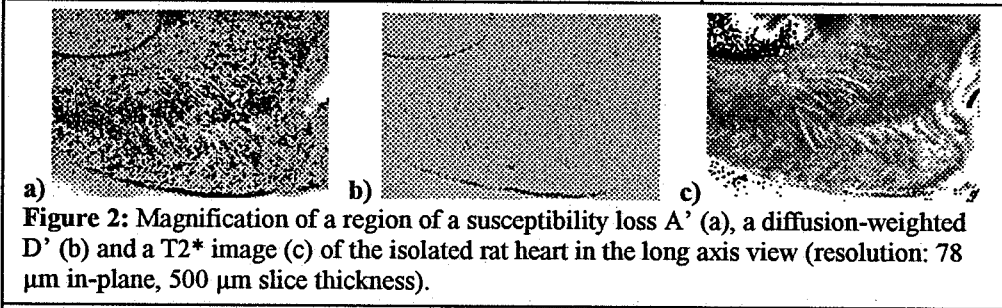 a) b) c)
Figure 2: Magnification of a region of a susceptibility loss A’ (a), a diffusion-weighted
D’ (b) and a T2* image (c) of the isolated rat heart in the long axis view (resolution: 78
µm in-plane, 500 µm slice thickness).